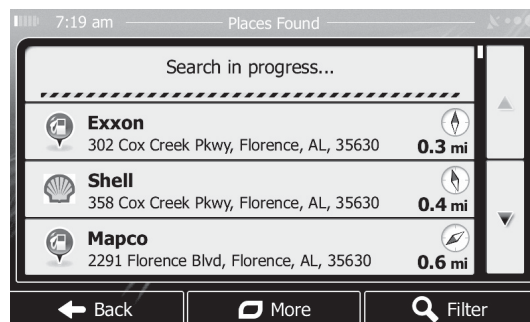 7:19 am
Places Found
Search in progress...
Exxon
302 Cox Creek Pkwy, Florence, AL, 35630
0.3 mi
Shell
358 Cox Creek Pkwy, Florence, AL, 35630
0.4 mi
Mapco
2291 Florence Blvd, Florence, AL, 35630
0.6 mi
Back
More
Filter